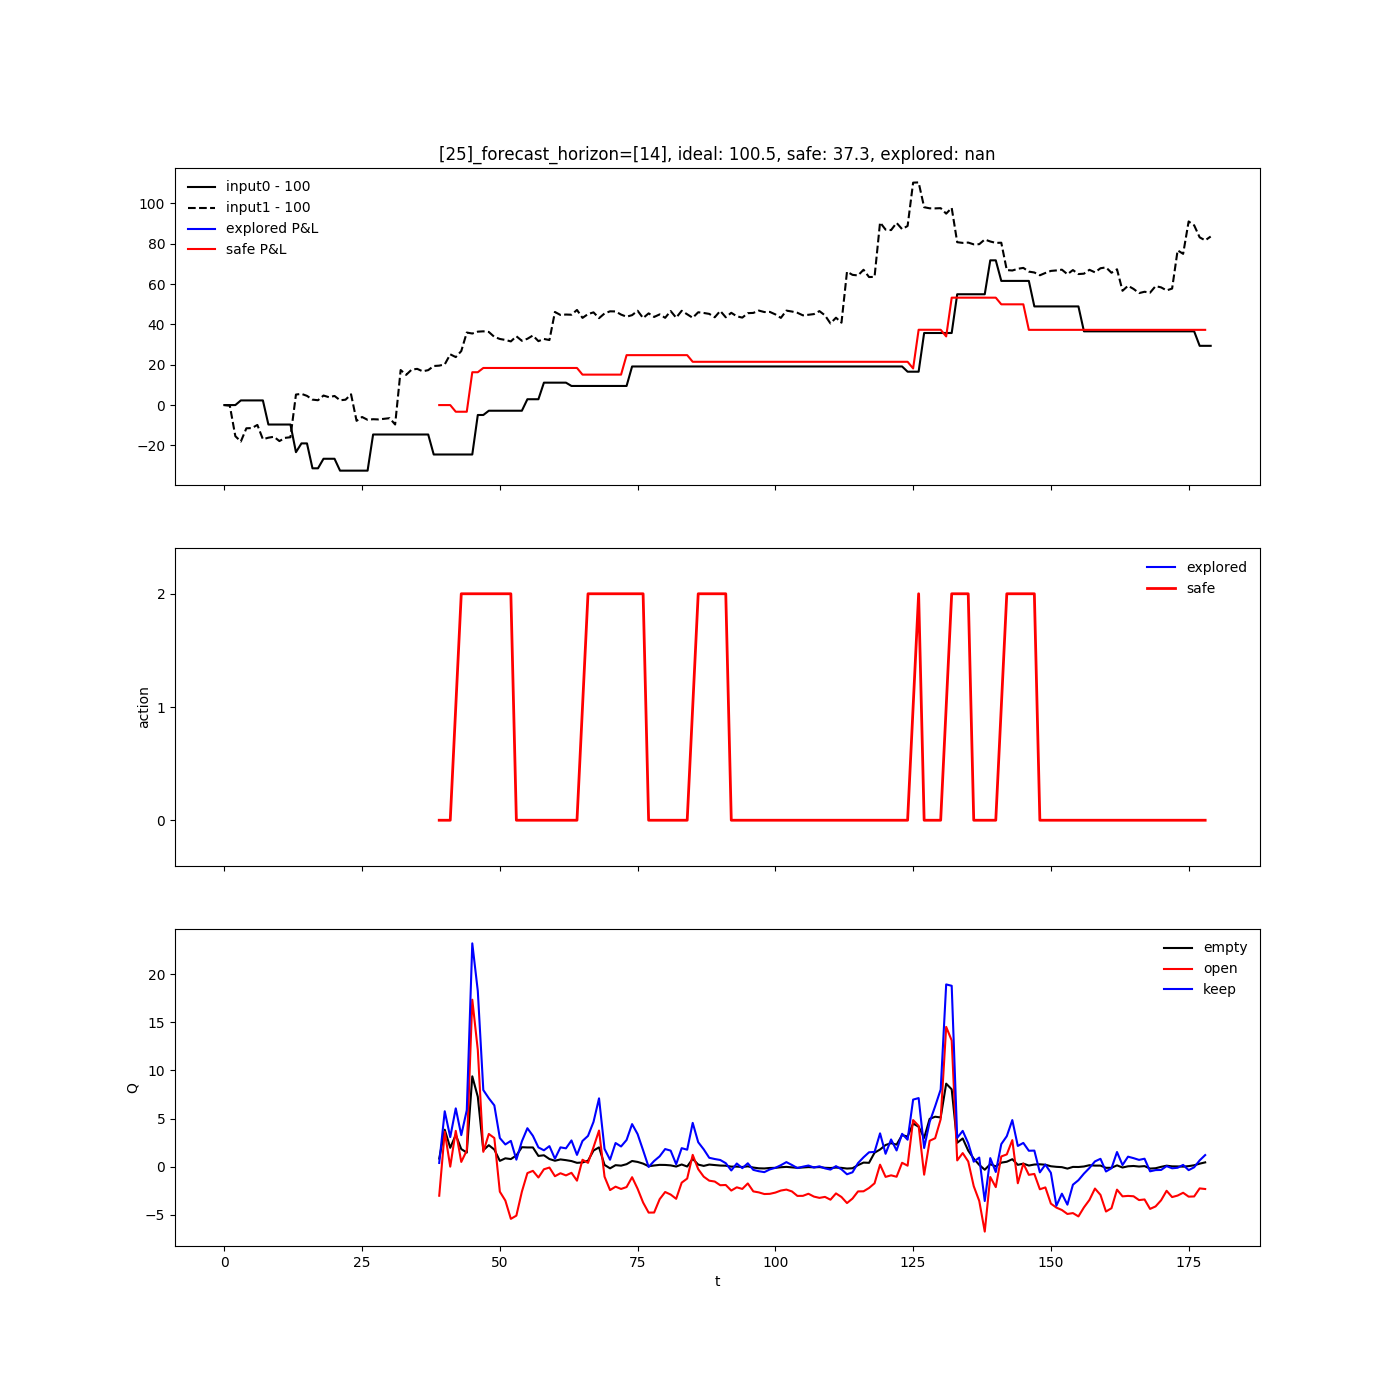 [25]_forecast_horizon=[14], ideal: 100.5, safe: 37.3, explored: nan
input0 - 100
input1 - 100
explored P&L
safe P&L
100
80
60
40
20
0
−20
explored
safe
2
1
0
action
empty
open
keep
20
15
10
5
0
−5
Q
0 25 50 75 100 125 150 175
t